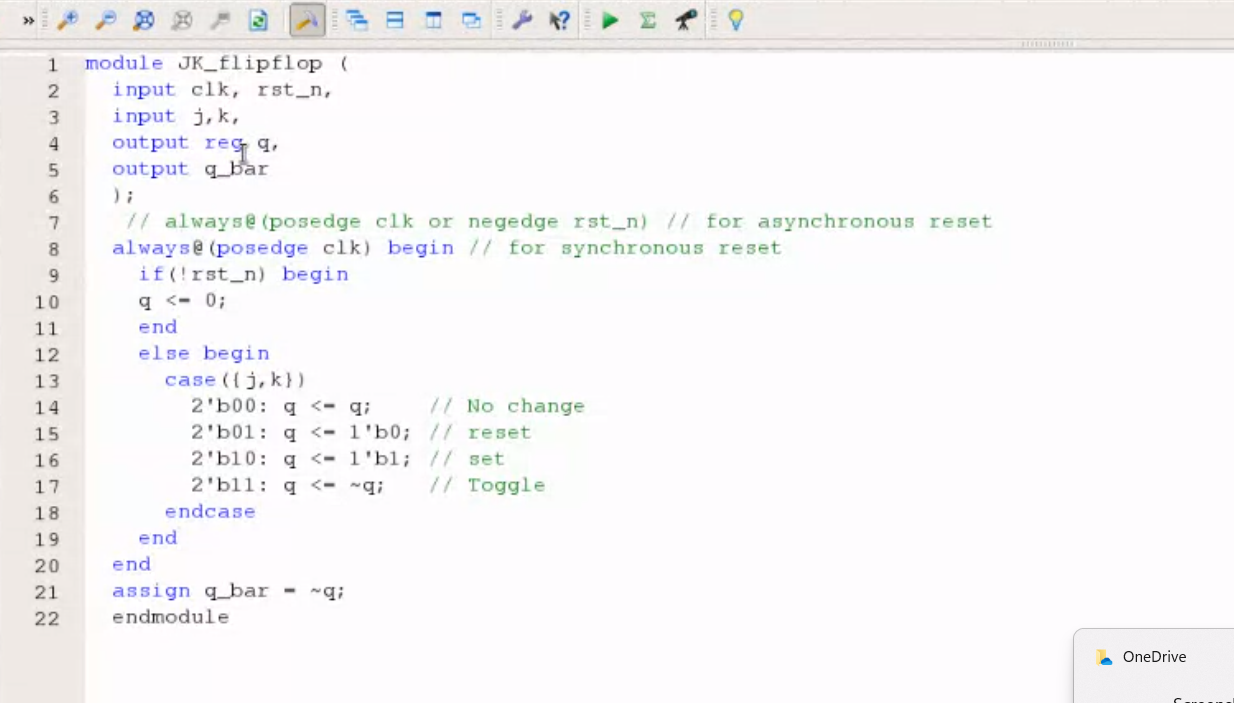 »
1 module JK_flipflop (
2 input clk, rst_n,
3 input j,k,
4 output reg q,
5 output q_bar
6 );
7 // always@(posedge clk or negedge rst_n) // for asynchronous reset
8 always@(posedge clk) begin // for synchronous reset
9 if(!rst_n) begin
10 q <= 0;
11 end
12 else begin
13 case({j,k})
14 2'b00: q <= q; // No change
15 2'b01: q <= 1'b0; // reset
16 2'b10: q <= 1'b1; // set
17 2'b11: q <= ~q; // Toggle
18 endcase
19 end
20 end
21 assign q_bar = ~q;
22 endmodule
OneDrive